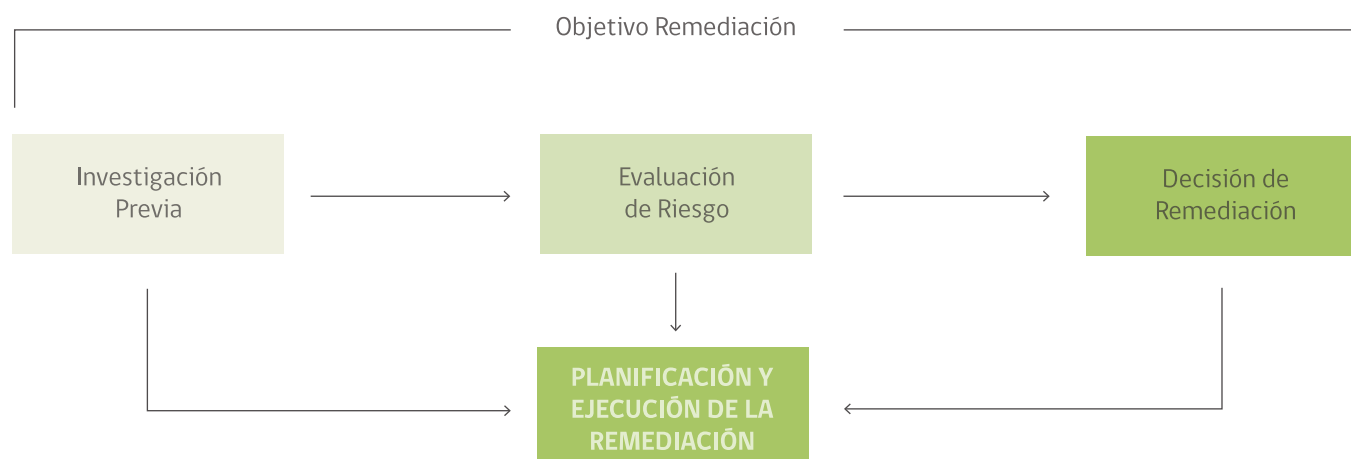 Objetivo Remediación
Investigación
Previa
Evaluación
de Riesgo
Decisión de
Remediación
PLANIFICACIÓN Y
EJECUCIÓN DE LA
REMEDIACIÓN